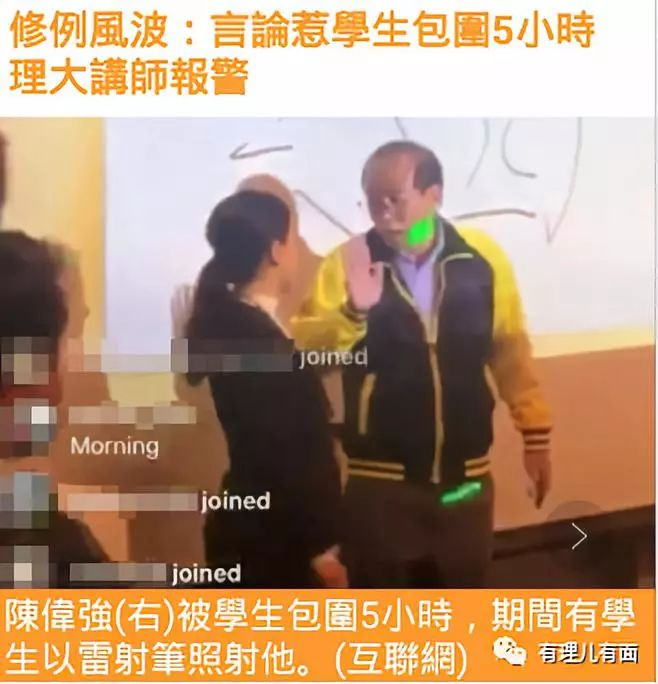 修例風波：言論惹學生包圍5小時
理大講師報警
joined
Morning
joined
joined
陳偉強(右)被學生包圍5小時，期間有學
生以雷射筆照射他。(互聯網)
有理儿有面